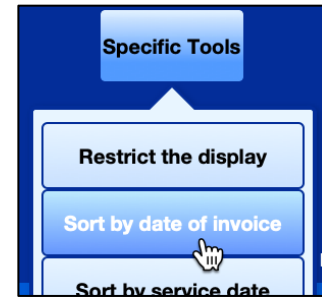 Specific Tools
Restrict the display
Sort by date of invoice
Sort by service date